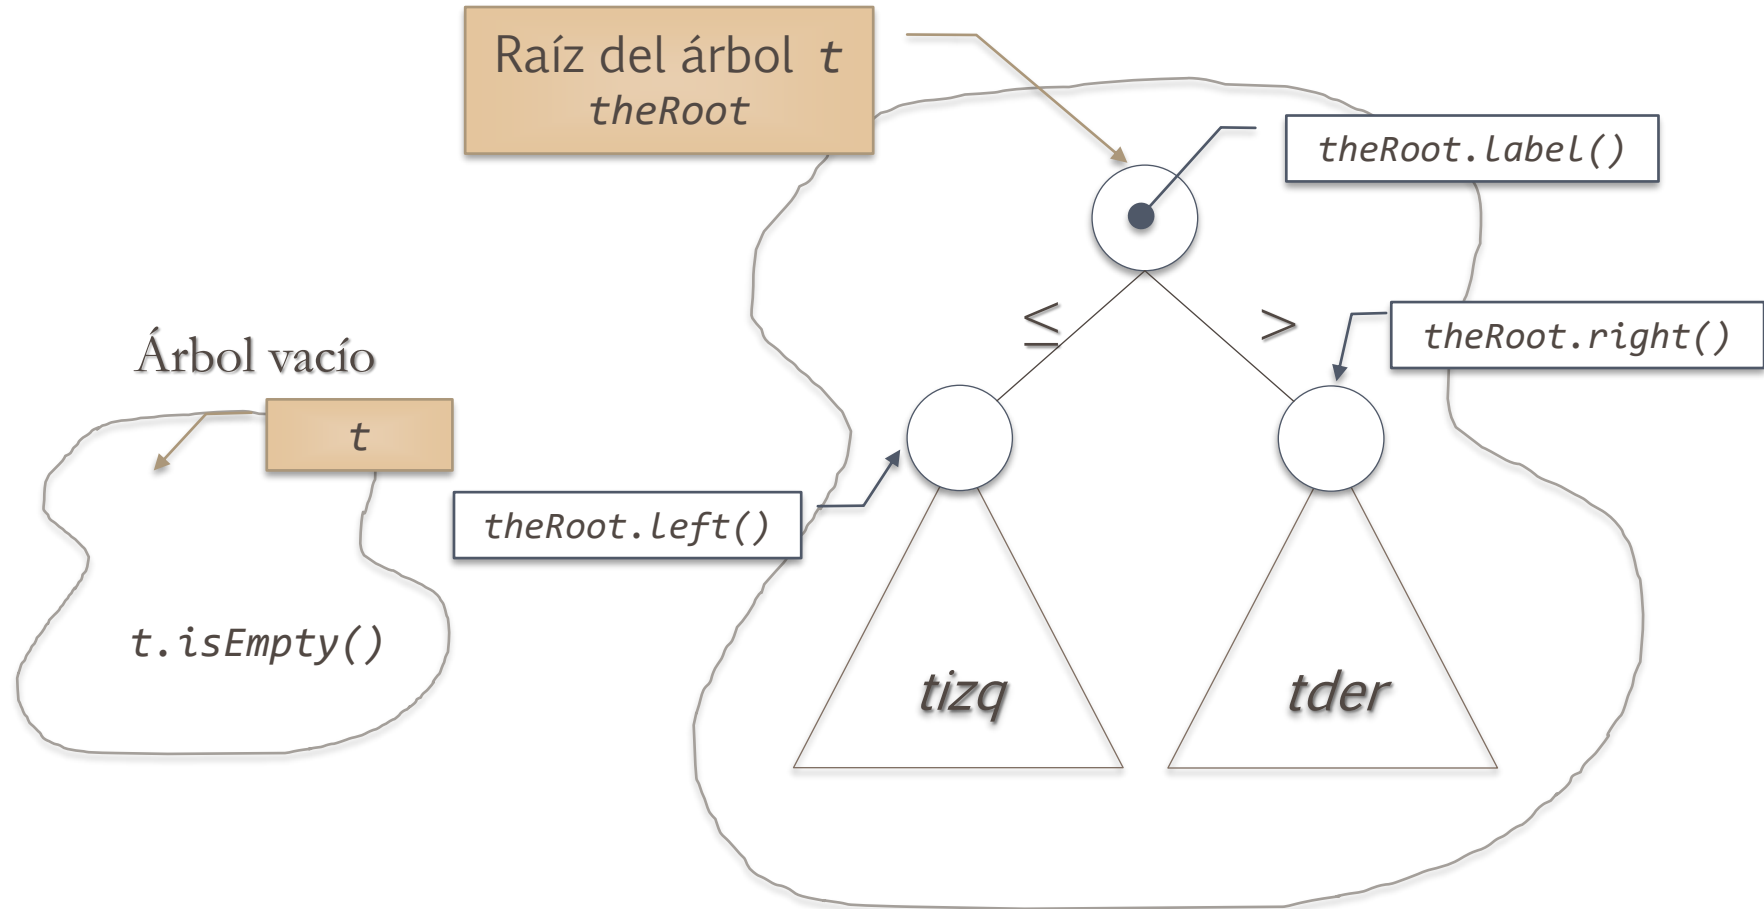 Raíz del árbol t
theRoot
theRoot.label()
≤
>
theRoot.right()
Árbol vacío
t
theRoot.left()
t.isEmpty()
tizq
tder